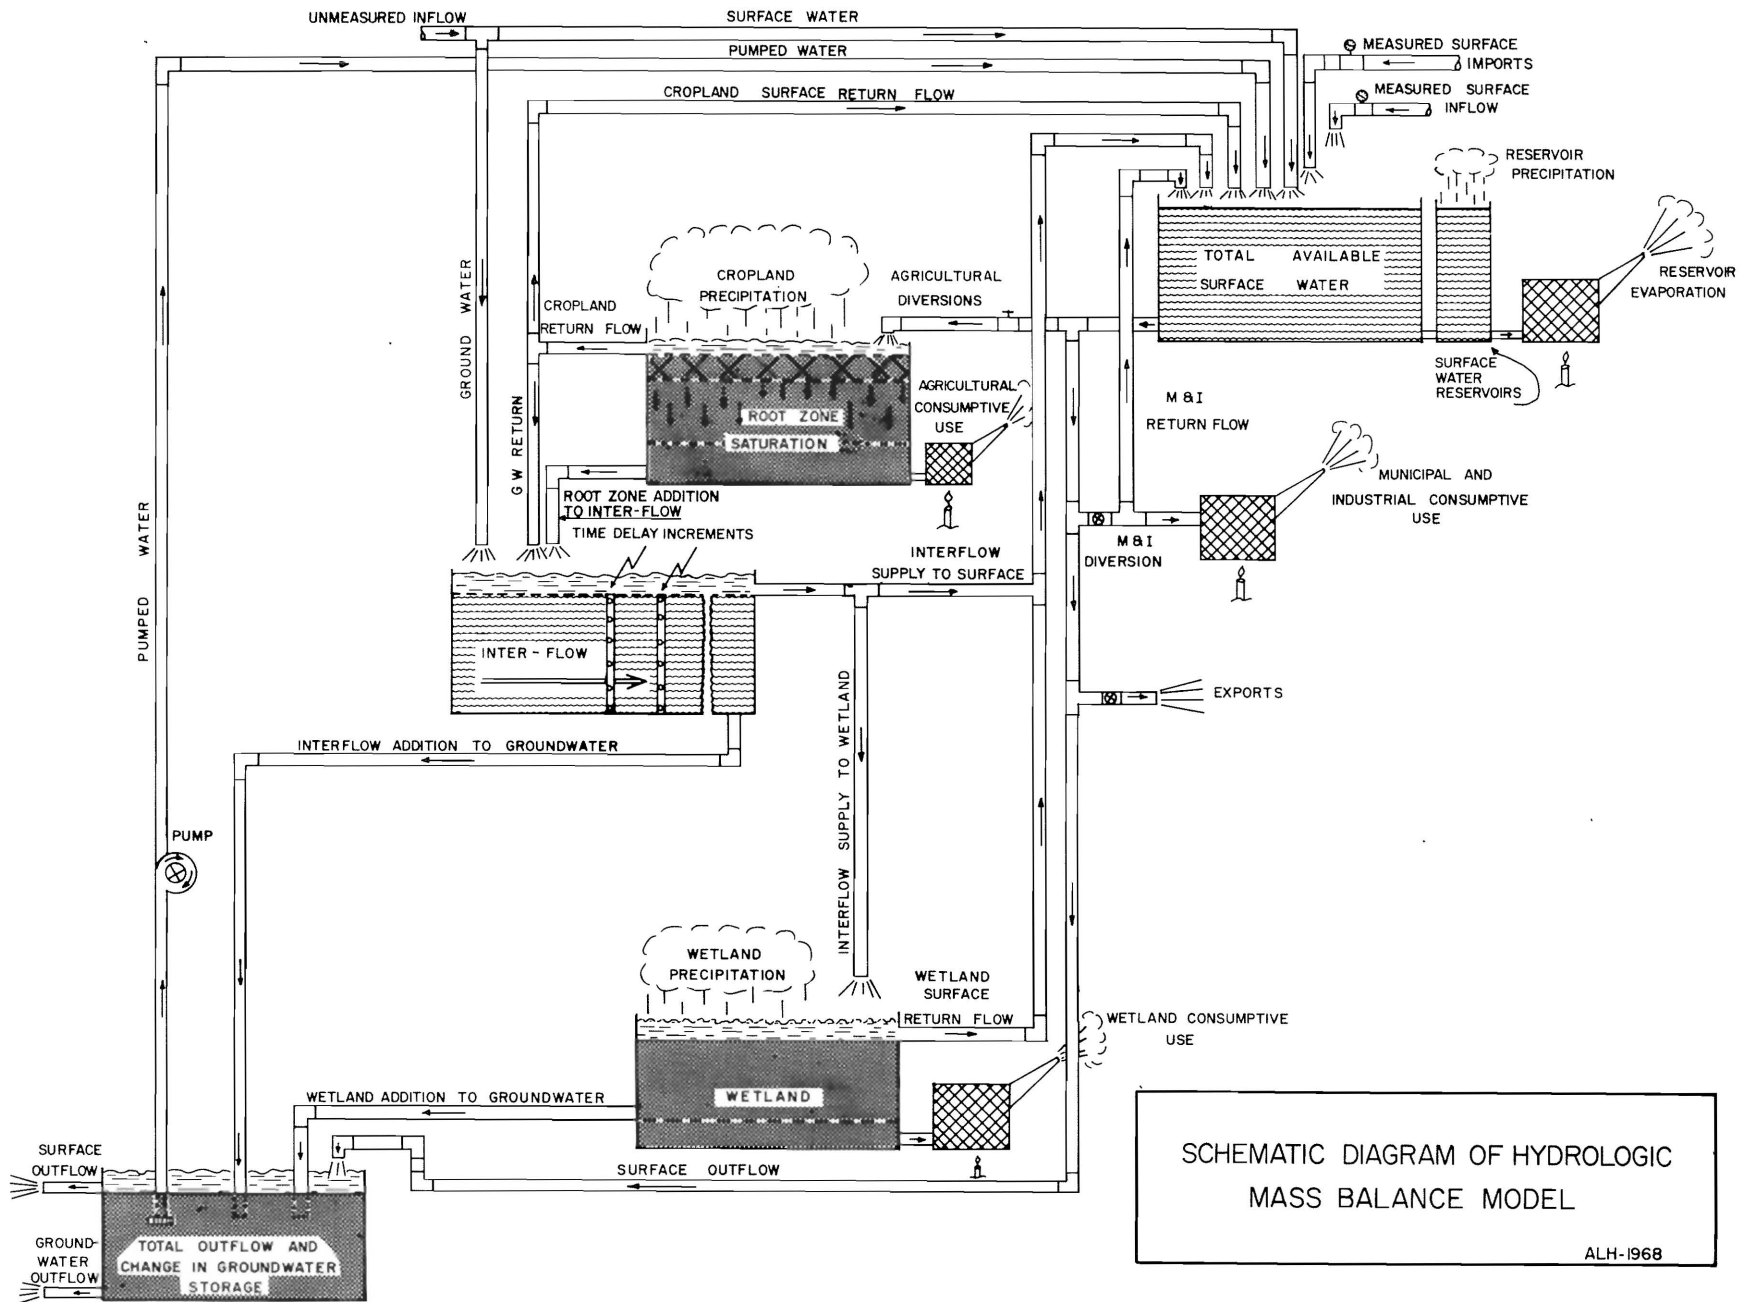 UNMEASURED INFLOW
SURFACE WATER
PUMPED WATER
MEASURED SURFACE
IMPORTS
CROPLAND SURFACE RETURN FLOW
MEASURED SURFACE
INFLOW
RESERVOIR
PRECIPITATION
CROPLAND
PRECIPITATION
AGRICULTURAL
DIVERSIONS
TOTAL AVAILABLE
SURFACE WATER
RESERVOIR
EVAPORATION
GROUND WATER
CROPLAND
RETURN FLOW
SURFACE
WATER
RESERVOIRS
AGRICULTURAL
CONSUMPTIVE
USE
M & I
RETURN FLOW
ROOT ZONE
SATURATION
GW RETURN
MUNICIPAL AND
INDUSTRIAL CONSUMPTIVE
USE
ROOT ZONE ADDITION
TO INTER-FLOW
TIME DELAY INCREMENTS
M & I
DIVERSION
INTERFLOW
SUPPLY TO SURFACE
PUMPED WATER
INTER-FLOW
EXPORTS
INTERFLOW ADDITION TO GROUNDWATER
INTERFLOW SUPPLY TO WETLAND
PUMP
WETLAND
PRECIPITATION
WETLAND
SURFACE
RETURN FLOW
WETLAND CONSUMPTIVE
USE
WETLAND
WETLAND ADDITION TO GROUNDWATER
SURFACE
OUTFLOW
SURFACE OUTFLOW
GROUND-
WATER
OUTFLOW
TOTAL OUTFLOW AND
CHANGE IN GROUNDWATER
STORAGE
SCHEMATIC DIAGRAM OF HYDROLOGIC
MASS BALANCE MODEL
ALH-1968